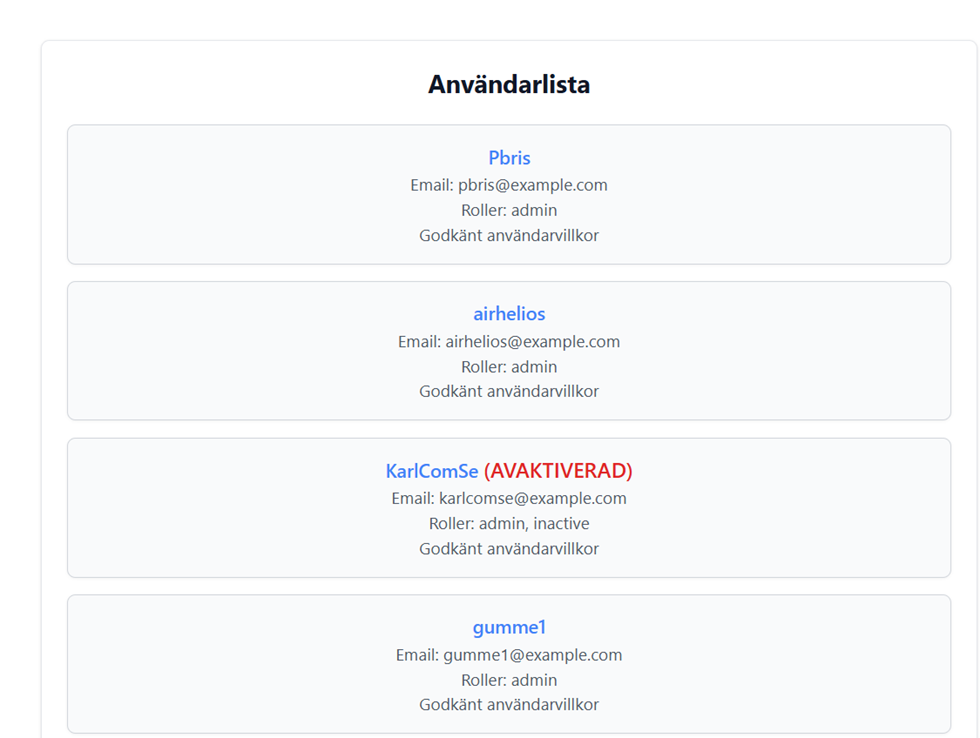 Användarlista
Pbris
Email: pbris@example.com
Roller: admin
Godkänt användarvillkor
airhelios
Email: airhelios@example.com
Roller: admin
Godkänt användarvillkor
KarlComSe (AVAKTIVERAD)
Email: karlcomse@example.com
Roller: admin, inactive
Godkänt användarvillkor
gumme1
Email: gumme1@example.com
Roller: admin
Godkänt användarvillkor